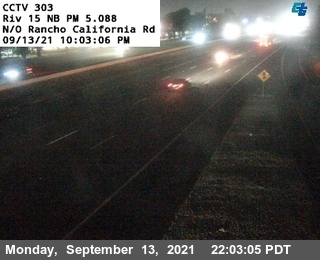 CCTV 303
Riv 15 NB PM 5.088
N/O Rancho California Rd
09/13/21 10:03:06 PM
Monday, September 13, 2021 22:03:05 PDT